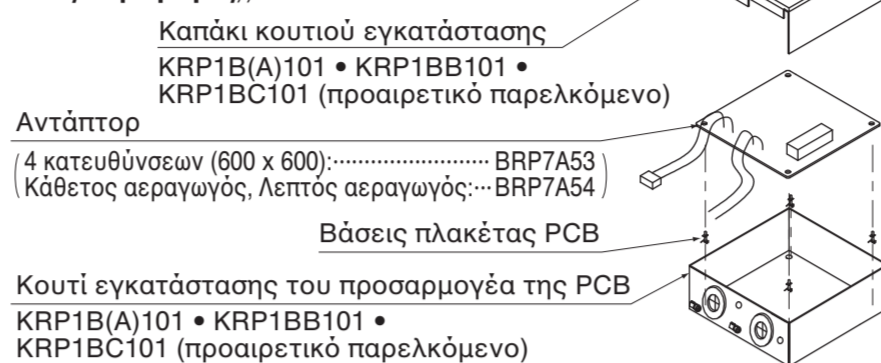 Καπάκι κουτιού εγκατάστασης
KRP1B(A)101 • KRP1BB101 •
KRP1BC101 (προαιρετικό παρελκόμενο)
Αντάπτορ
(4 κατευθύνσεων (600 x 600):························ BRP7A53
Κάθετος αεραγωγός, Λεπτός αεραγωγός:··· BRP7A54)
Βάσεις πλακέτας PCB
Κουτί εγκατάστασης του προσαρμογέα της PCB
KRP1B(A)101 • KRP1BB101 •
KRP1BC101 (προαιρετικό παρελκόμενο)